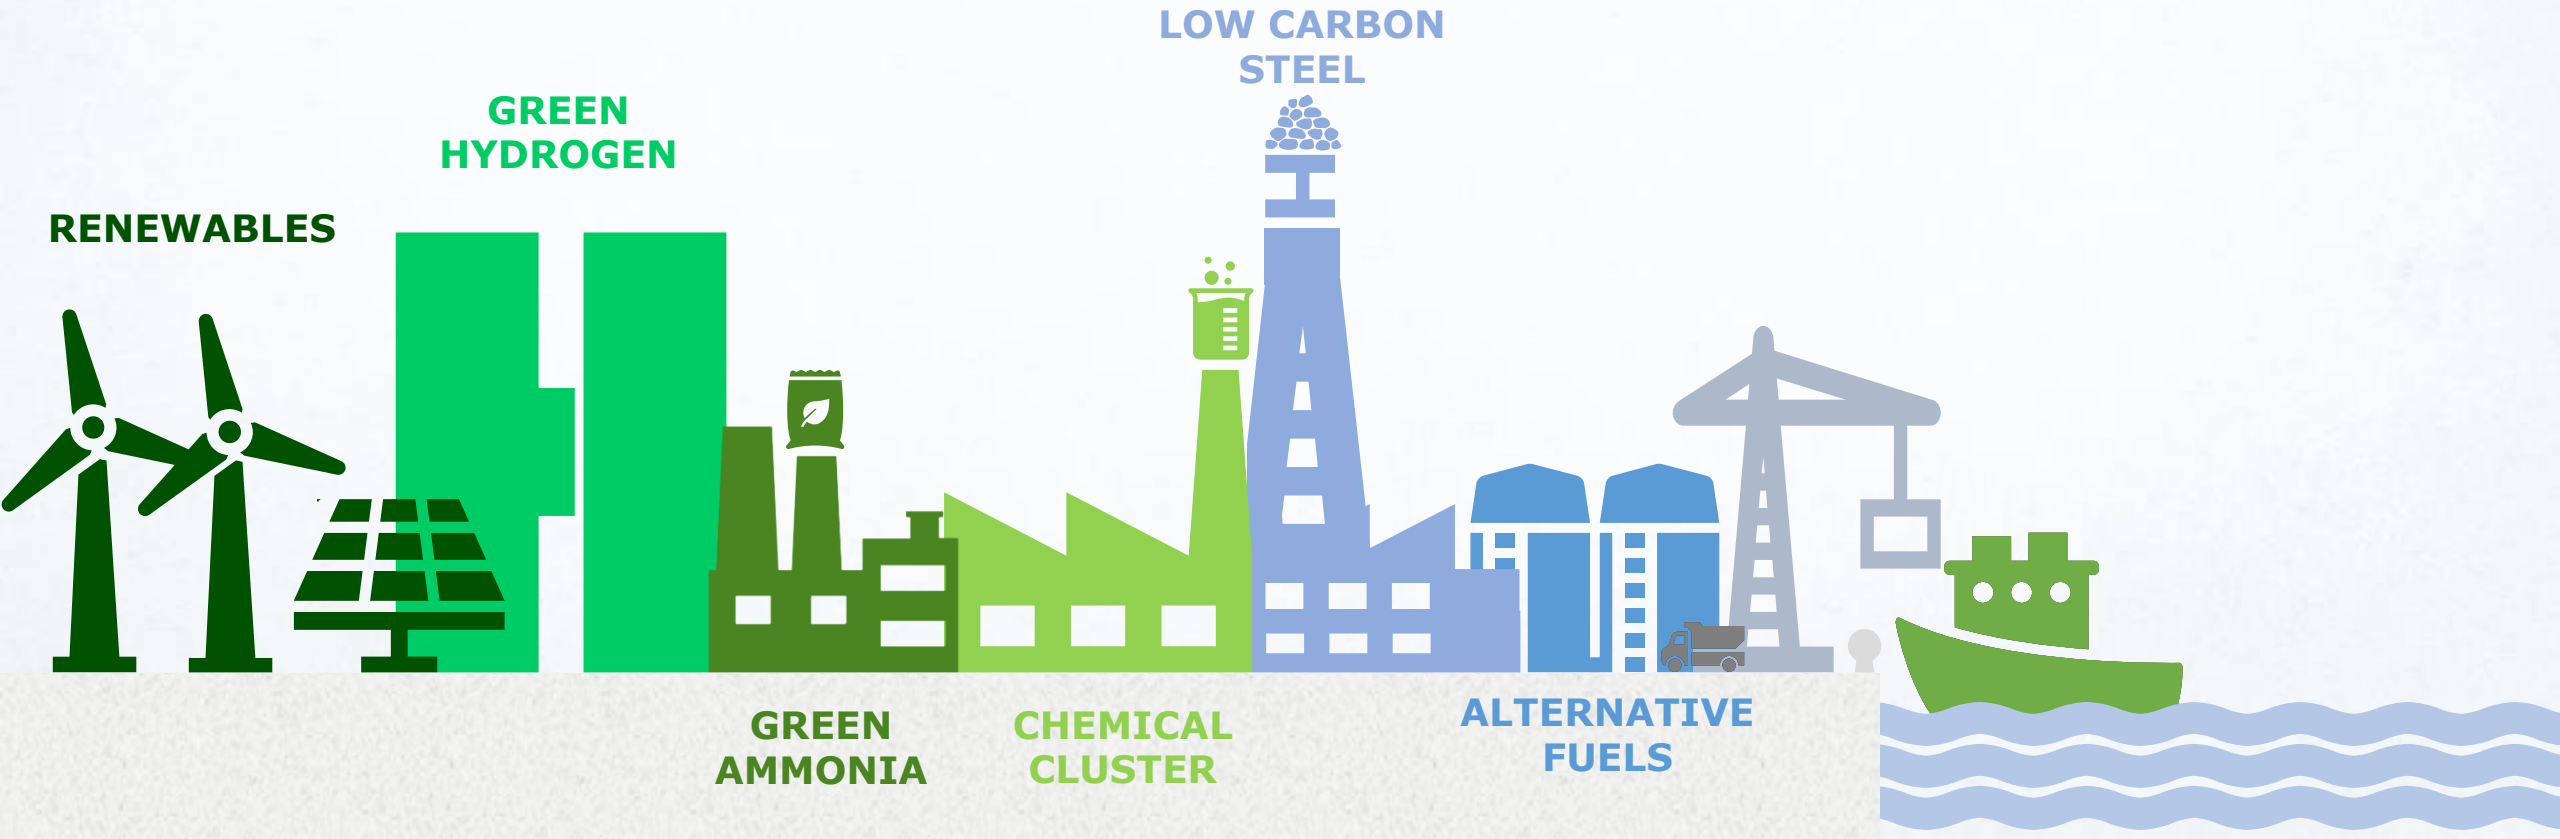 LOW CARBON
STEEL
GREEN
HYDROGEN
RENEWABLES
GREEN
AMMONIA
CHEMICAL
CLUSTER
ALTERNATIVE
FUELS